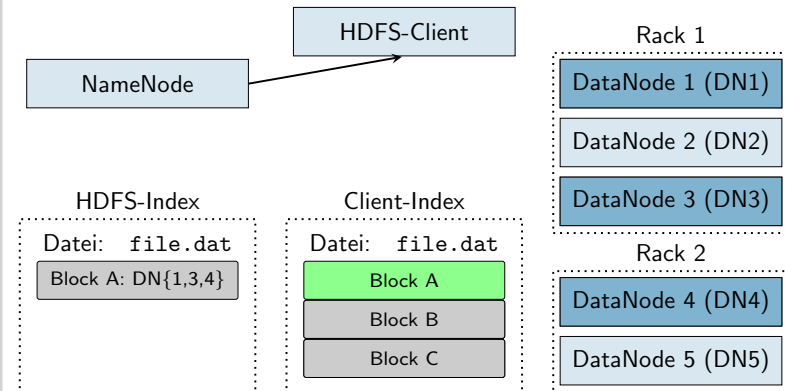 HDFS-Client
NameNode
Rack 1
DataNode 1 (DN1)
DataNode 2 (DN2)
DataNode 3 (DN3)
HDFS-Index
Datei: file.dat
Block A: DN{1,3,4}
Client-Index
Datei: file.dat
Block A
Block B
Block C
Rack 2
DataNode 4 (DN4)
DataNode 5 (DN5)